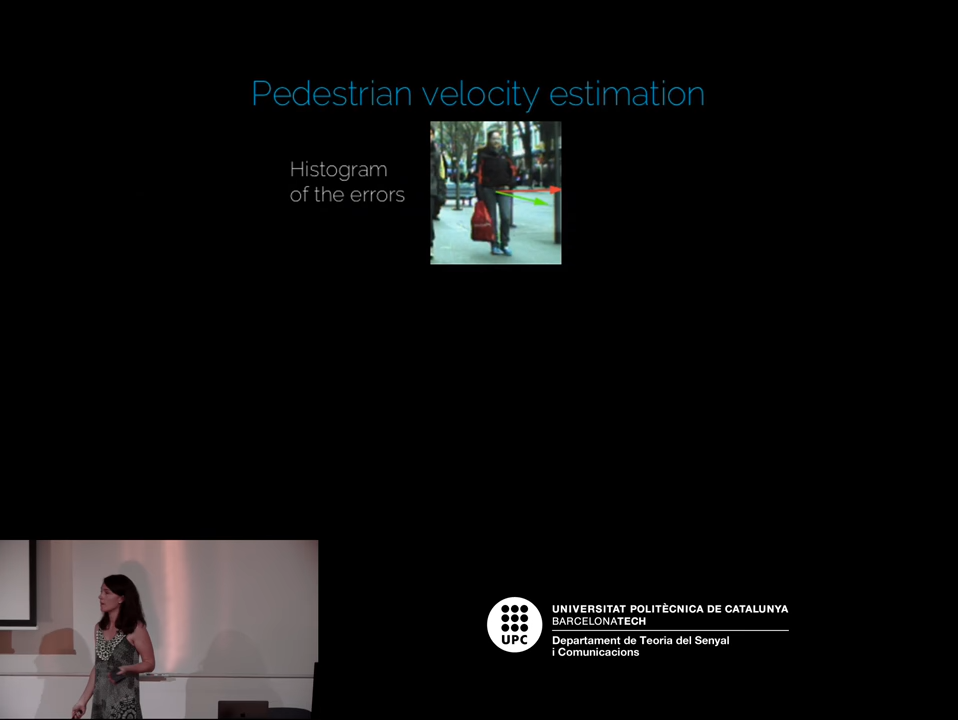 Pedestrian velocity estimation
Histogram
of the errors
UPC
UNIVERSITAT POLITÈCNICA DE CATALUNYA
BARCELONATECH
Departament de Teoria del Senyal
i Comunicacions